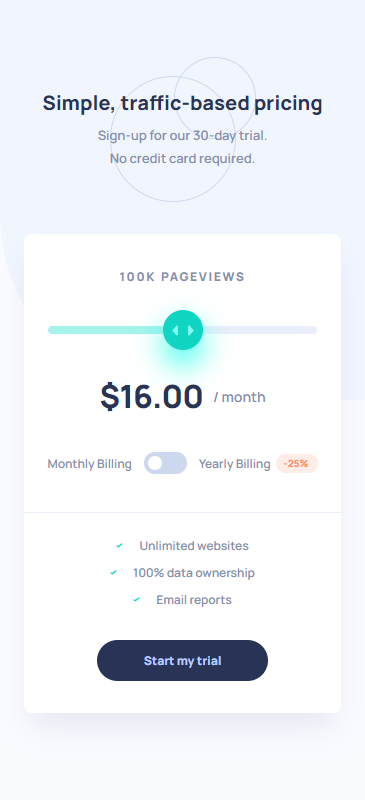 Simple, traffic-based pricing
Sign-up for our 30-day trial.
No credit card required.
100K PAGEVIEWS
$16.00 / month
Monthly Billing Yearly Billing -25%
Unlimited websites
100% data ownership
Email reports
Start my trial